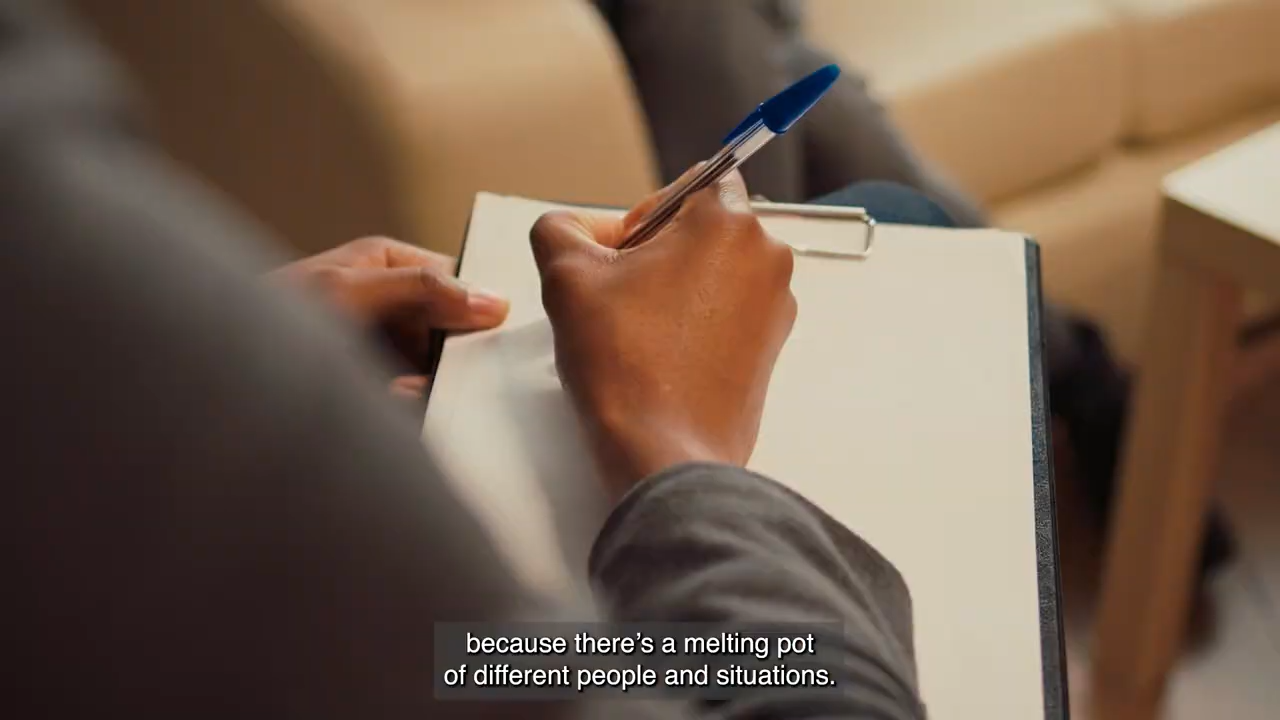 because there's a melting pot
of different people and situations.